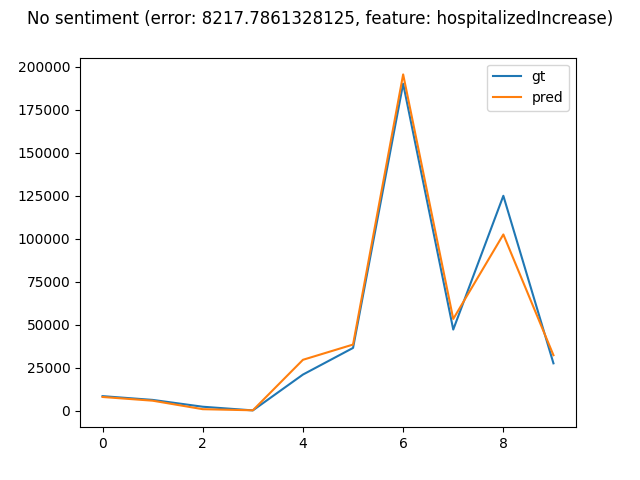 No sentiment (error: 8217.7861328125, feature: hospitalizedIncrease)
gt
pred
200000
175000
150000
125000
100000
75000
50000
25000
0
0 2 4 6 8